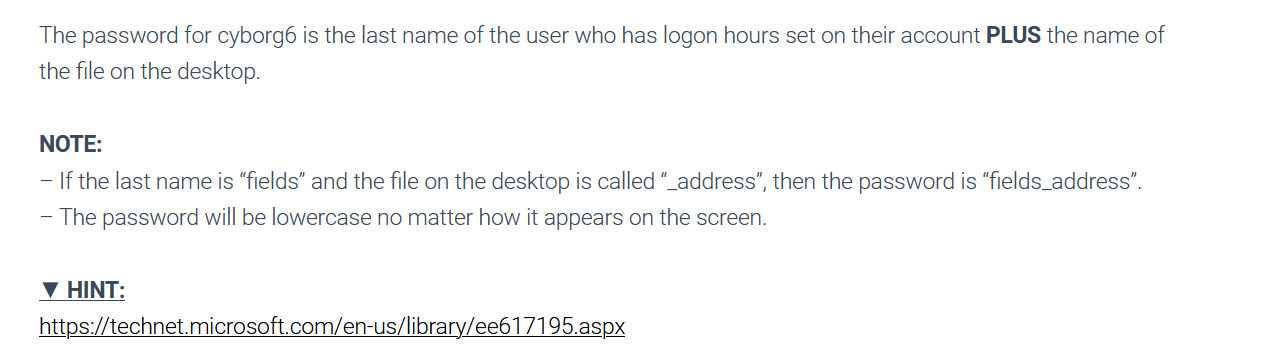 The password for cyborg6 is the last name of the user who has logon hours set on their account PLUS the name of
the file on the desktop.
NOTE:
– If the last name is “fields” and the file on the desktop is called “_address”, then the password is “fields_address”.
– The password will be lowercase no matter how it appears on the screen.
▼ HINT:
https://technet.microsoft.com/en-us/library/ee617195.aspx